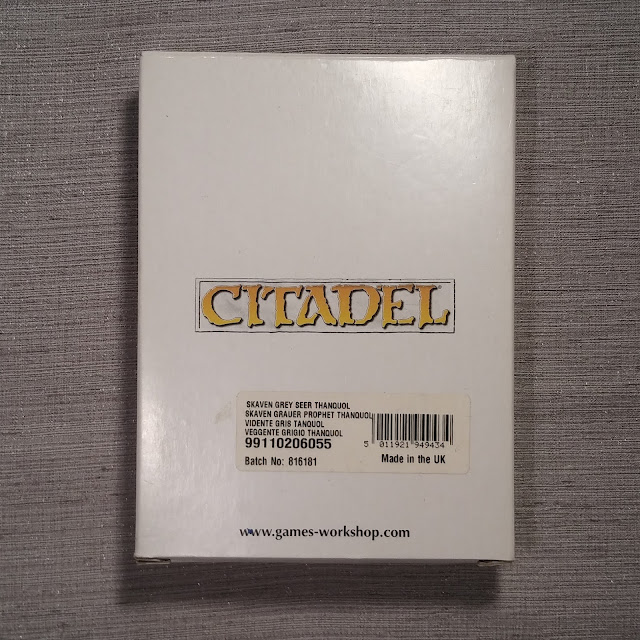 CITADEL
SKAVEN GREY SEER THANQUOL
SKAVEN GRAUER PROPHET THANQUOL
VIDENTE GRIS TANQUOL
VEGGENTE GRIGIO THANQUOL
99110206055
5 011921 949434
Batch No: 816181
Made in the UK
www.games-workshop.com